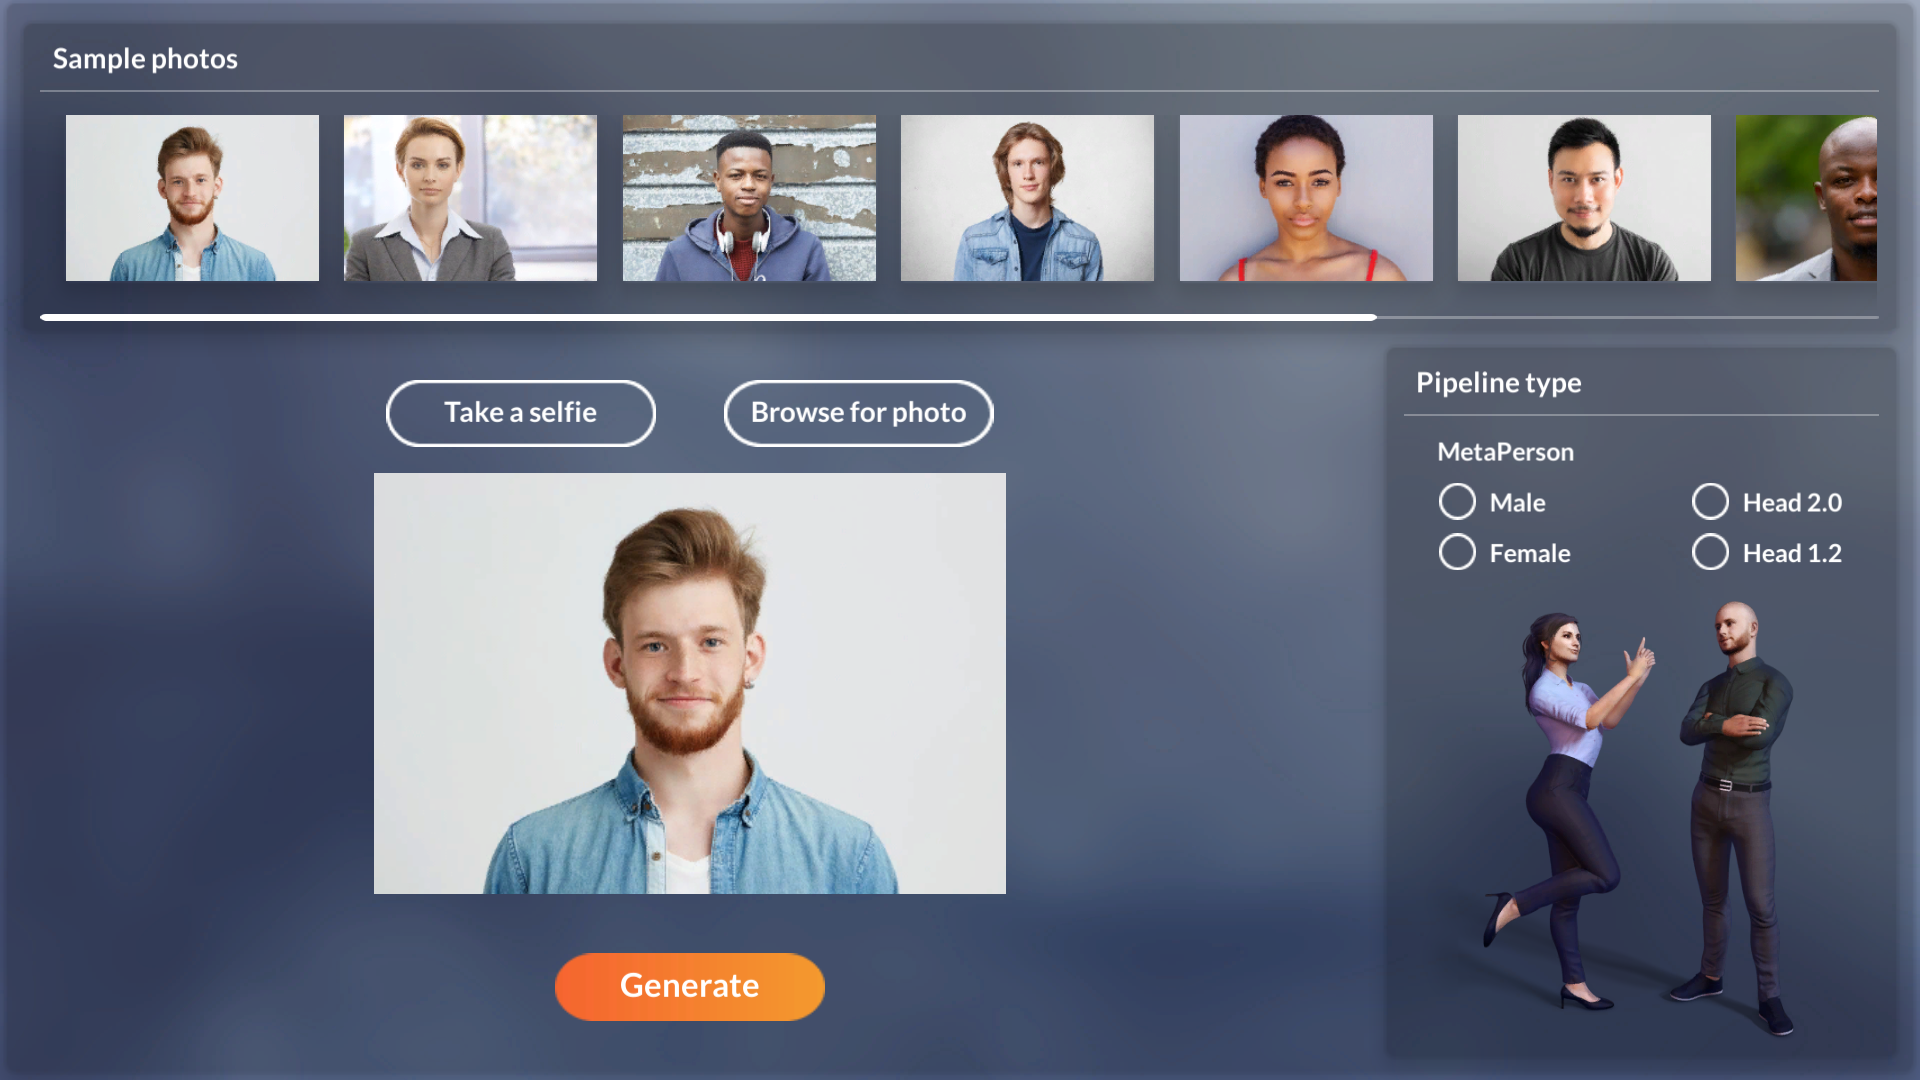 Sample photos
Take a selfie
Browse for photo
Generate
Pipeline type
MetaPerson
Male
Head 2.0
Female
Head 1.2